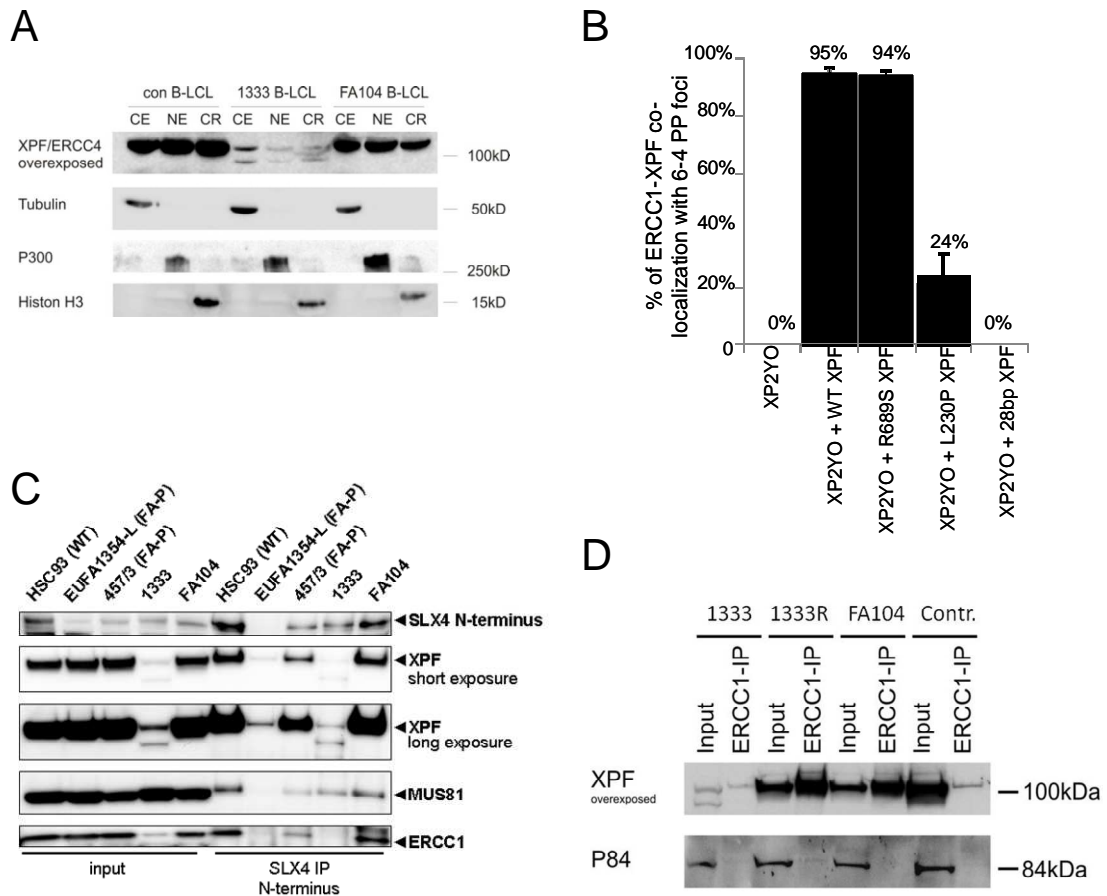 A
con B-LCL 1333 B-LCL FA104 B-LCL
CE NE CR CE NE CR CE NE CR
XPF/ERCC4
overexposed
100kD
Tubulin
50kD
P300
250kD
Histon H3
15kD
B
% of ERCC1-XPF co-
localization with 6-4 PP foci
100%
80%
60%
40%
20%
0
0%
95%
94%
24%
0%
XP2YO
XP2YO + WT XPF
XP2YO + R689S XPF
XP2YO + L230P XPF
XP2YO + 28bp XPF
C
HSC93 (WT)
EUFA1354-L (FA-P)
457/3 (FA-P)
1333
FA104
HSC93 (WT)
EUFA1354-L (FA-P)
457/3 (FA-P)
1333
FA104
SLX4 N-terminus
XPF
short exposure
XPF
long exposure
MUS81
ERCC1
input
SLX4 IP
N-terminus
D
1333 1333R FA104 Contr.
Input
ERCC1-IP
Input
ERCC1-IP
Input
ERCC1-IP
Input
ERCC1-IP
XPF
overexposed
100kDa
P84
84kDa